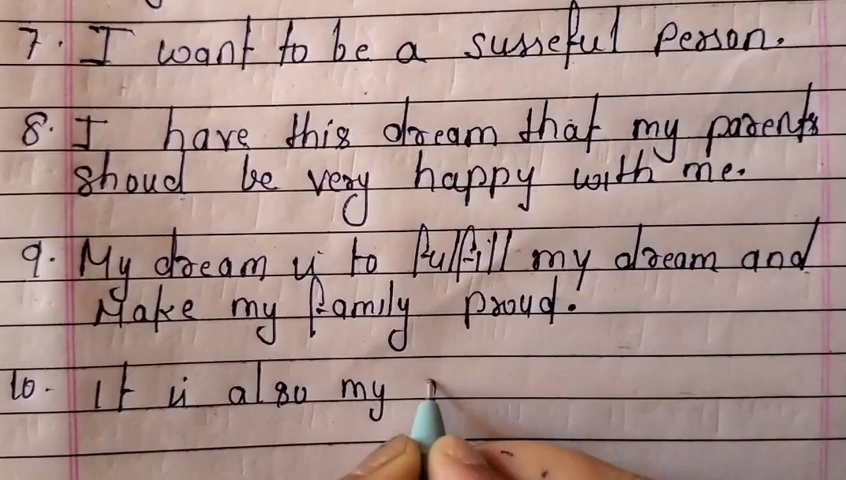 7. I want to be a susseful person.
8. I have this dream that my parents
shoud be very happy with me.
9. My dream is to fulfill my dream and
Make my family proud.
10. It is also my